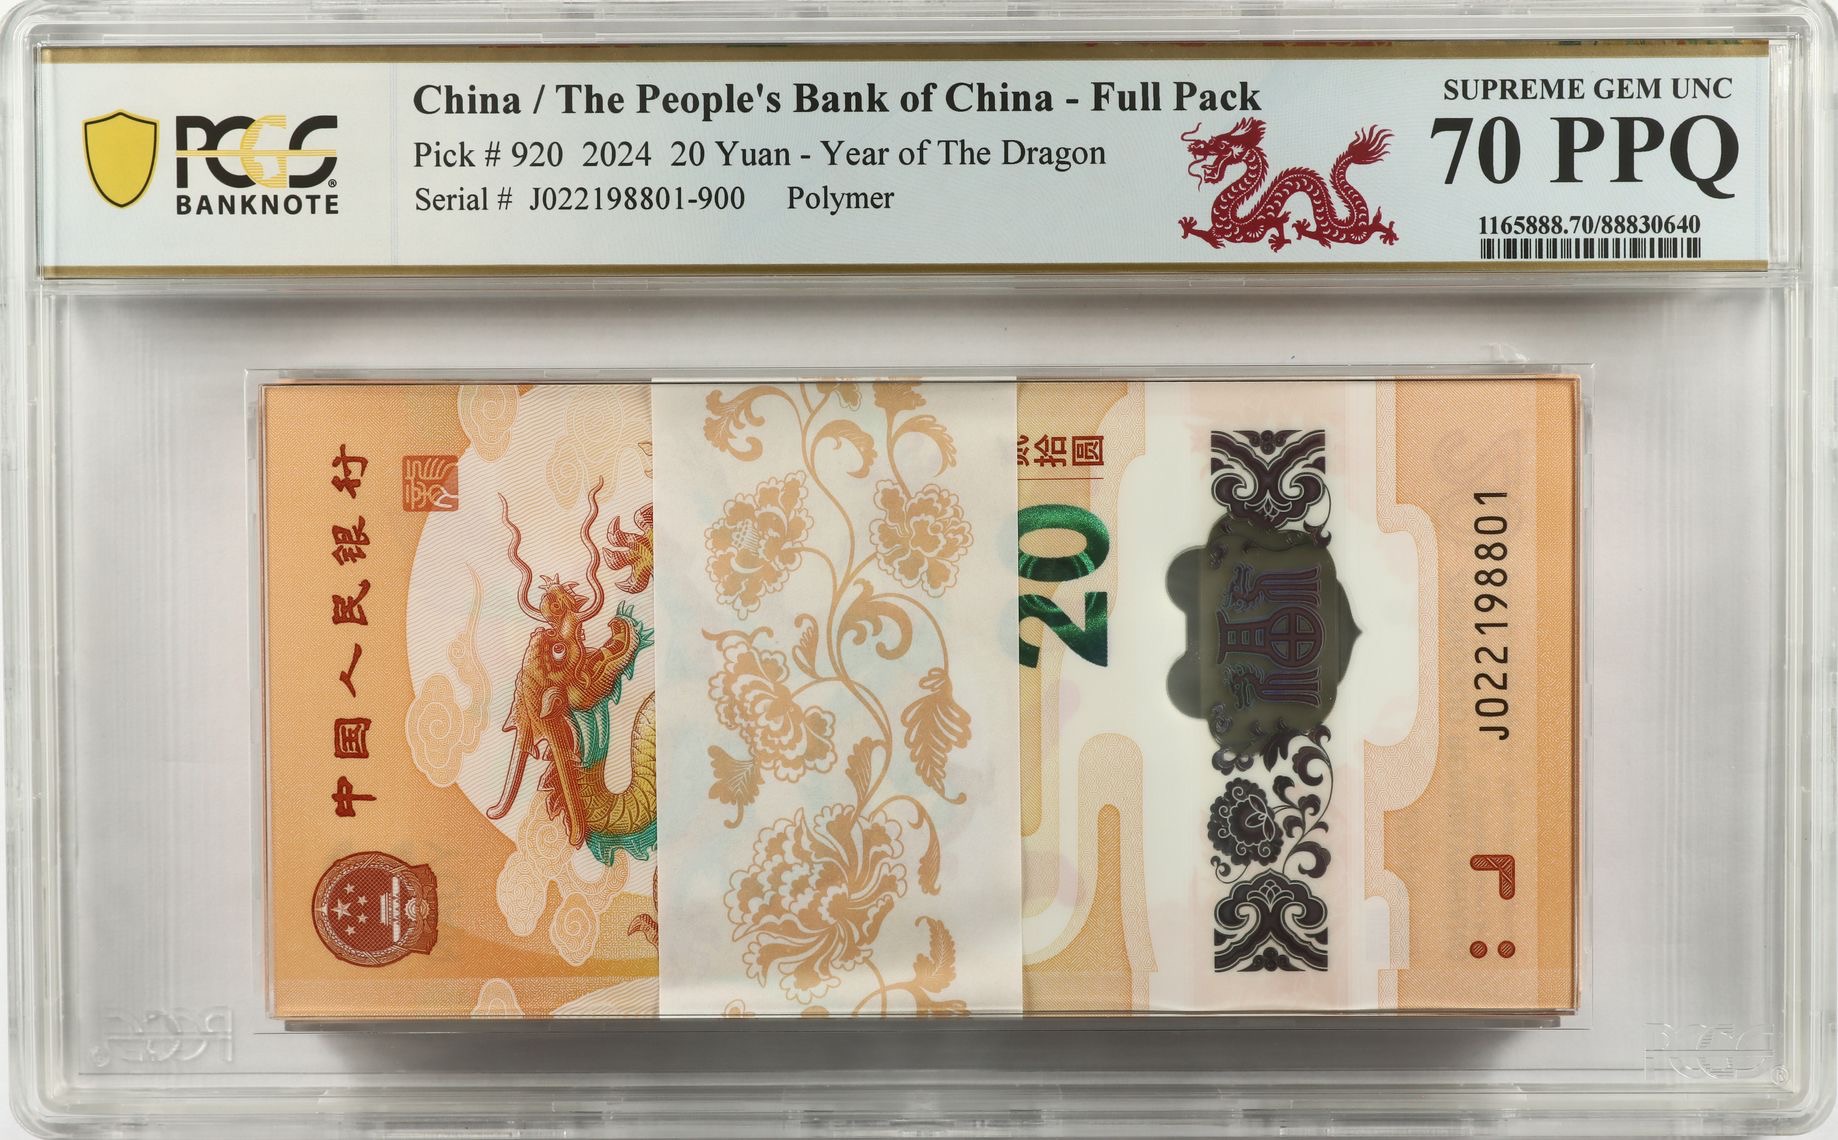 PCGS
BANKNOTE
China / The People's Bank of China - Full Pack
Pick # 920 2024 20 Yuan - Year of The Dragon
Serial # J022198801-900 Polymer
SUPREME GEM UNC
70 PPQ
1165888.70/88830640
中国人民银行
贰拾圆
20
J022198801
PCGS
PCGS